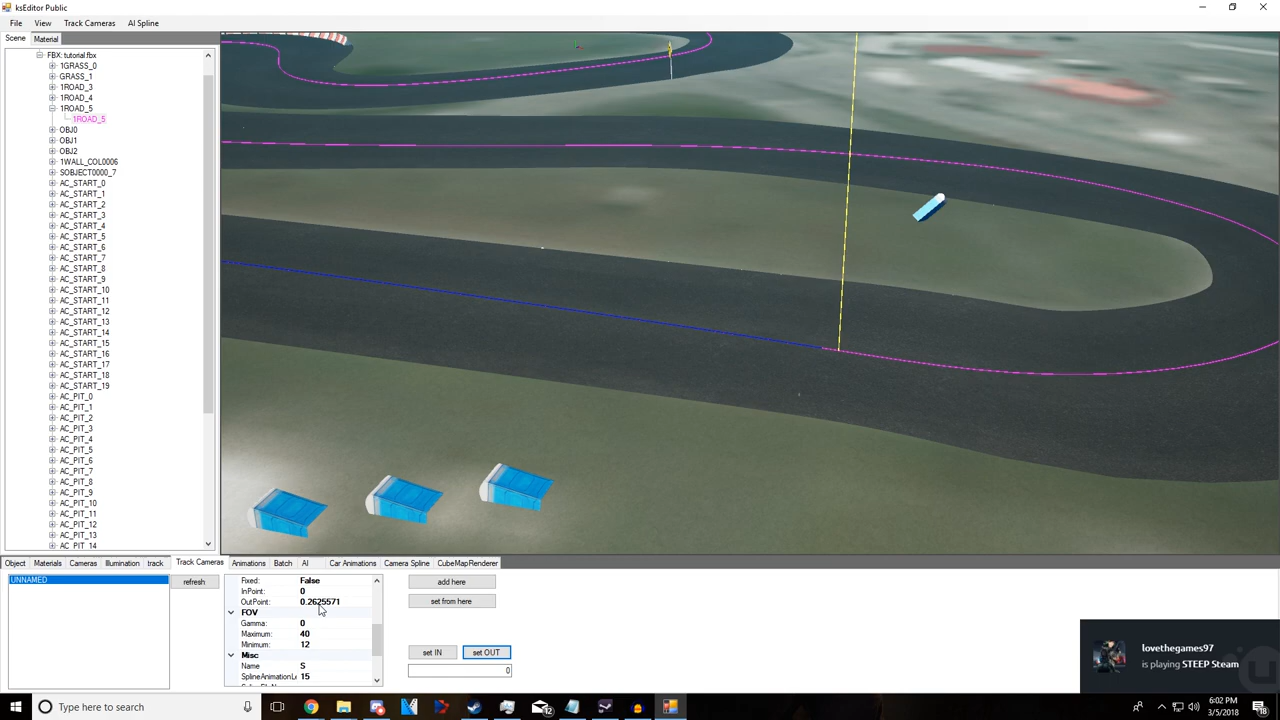 ksEditor Public
File View Track Cameras AI Spline
Scene Material
FBX: tutorial.fbx
1GRASS_0
GRASS_1
1ROAD_3
1ROAD_4
1ROAD_5
1ROAD_5
OBJ0
OBJ1
OBJ2
1WALL_COL0006
SOBJECT0000_7
AC_START_0
AC_START_1
AC_START_2
AC_START_3
AC_START_4
AC_START_5
AC_START_6
AC_START_7
AC_START_8
AC_START_9
AC_START_10
AC_START_11
AC_START_12
AC_START_13
AC_START_14
AC_START_15
AC_START_16
AC_START_17
AC_START_18
AC_START_19
AC_PIT_0
AC_PIT_1
AC_PIT_2
AC_PIT_3
AC_PIT_4
AC_PIT_5
AC_PIT_6
AC_PIT_7
AC_PIT_8
AC_PIT_9
AC_PIT_10
AC_PIT_11
AC_PIT_12
AC_PIT_13
AC_PIT_14
Object Materials Cameras Illumination track Track Cameras Animations Batch AI Car Animations Camera Spline CubeMapRenderer
UNNAMED
refresh
Fixed: False
InPoint: 0
OutPoint: 0.2625571
FOV
Gamma: 0
Maximum: 40
Minimum: 12
Misc
Name S
SplineAnimationLe 15
add here
set from here
set IN set OUT
0
lovethegames97
is playing STEEP Steam
Type here to search
12
6:02 PM
3/5/2018
18